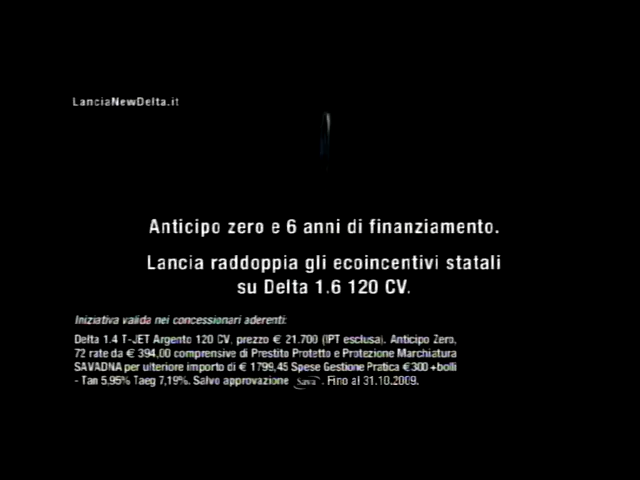 LanciaNewDelta.it
Anticipo zero e 6 anni di finanziamento.
Lancia raddoppia gli ecoincentivi statali
su Delta 1.6 120 CV.
Iniziativa valida nei concessionari aderenti:
Delta 1.4 T-JET Argento 120 CV, prezzo € 21.700 (IPT esclusa). Anticipo Zero,
72 rate da € 394,00 comprensive di Prestito Protetto e Protezione Marchiatura
SAVADNA per ulteriore importo di € 1799,45 Spese Gestione Pratica €300+bolli
- Tan 5.95% Taeg 7,19%. Salvo approvazione Sava. Fino al 31.10.2009.